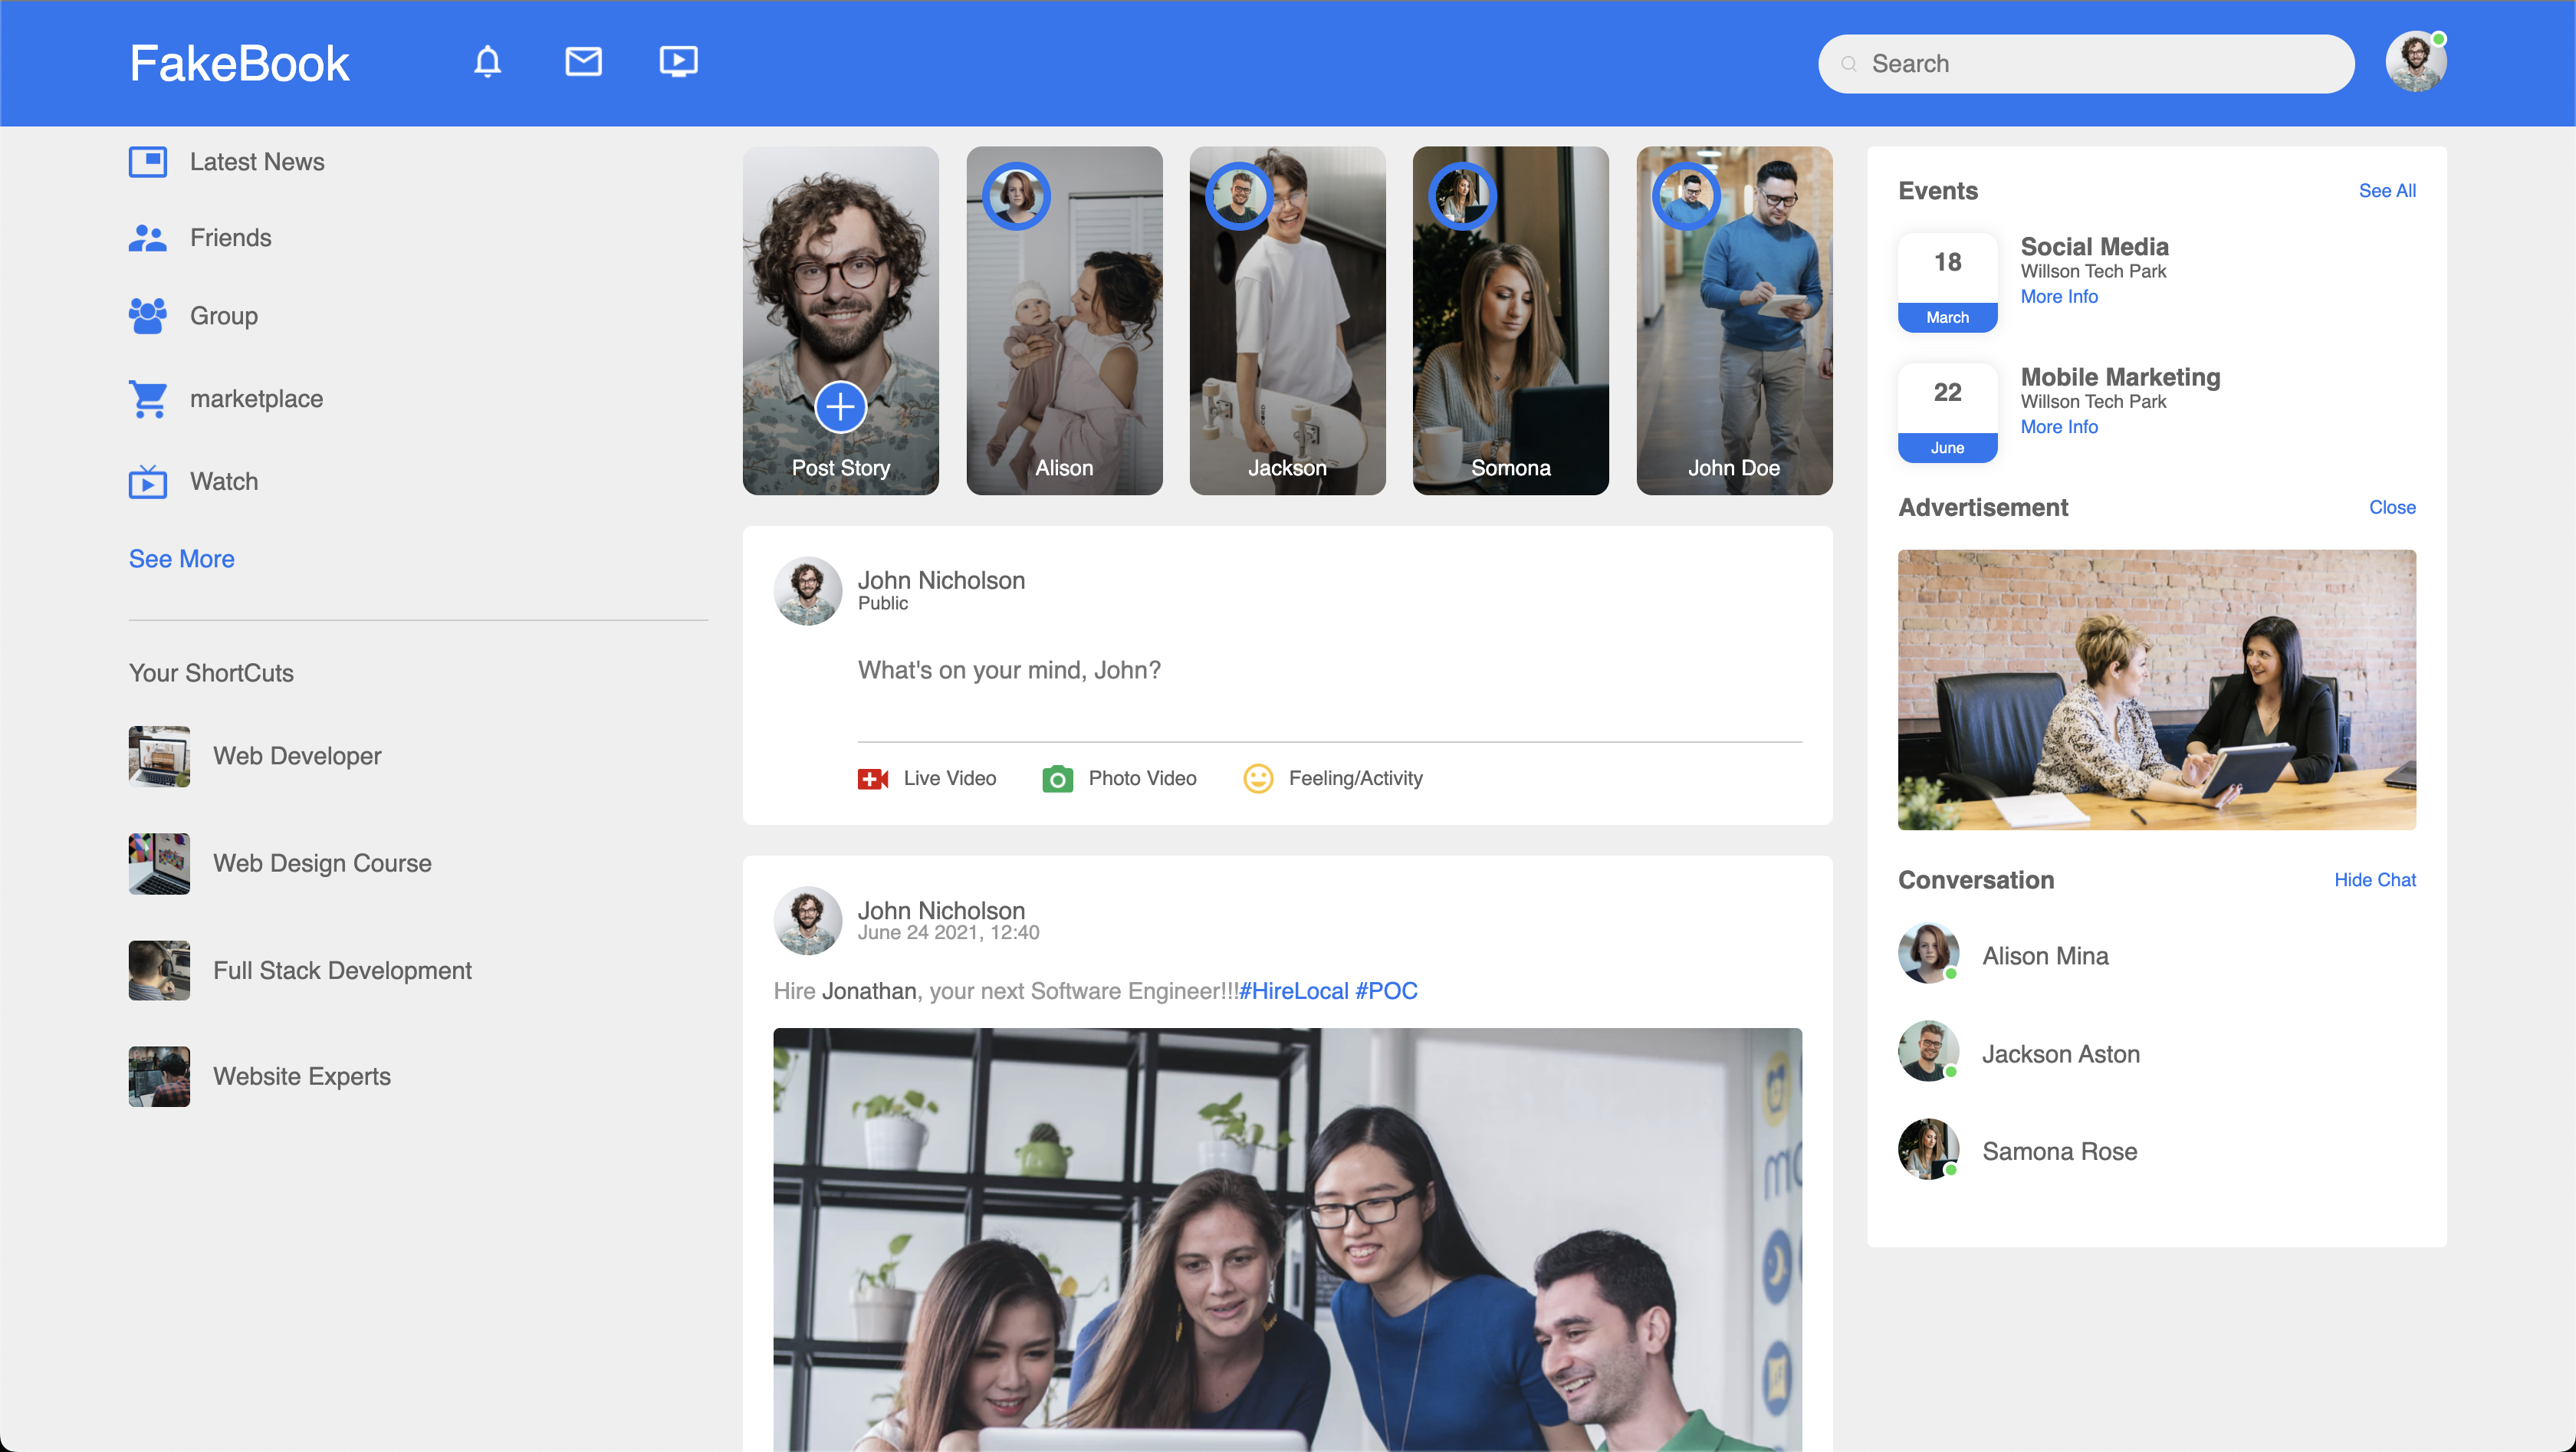 FakeBook
Search
Latest News
Friends
Group
marketplace
Watch
See More
Your ShortCuts
Web Developer
Web Design Course
Full Stack Development
Website Experts
Post Story
Alison
Jackson
Somona
John Doe
John Nicholson
Public
What's on your mind, John?
Live Video
Photo Video
Feeling/Activity
John Nicholson
June 24 2021, 12:40
Hire Jonathan, your next Software Engineer!!!#HireLocal #POC
Events
See All
18
March
Social Media
Willson Tech Park
More Info
22
June
Mobile Marketing
Willson Tech Park
More Info
Advertisement
Close
Conversation
Hide Chat
Alison Mina
Jackson Aston
Samona Rose